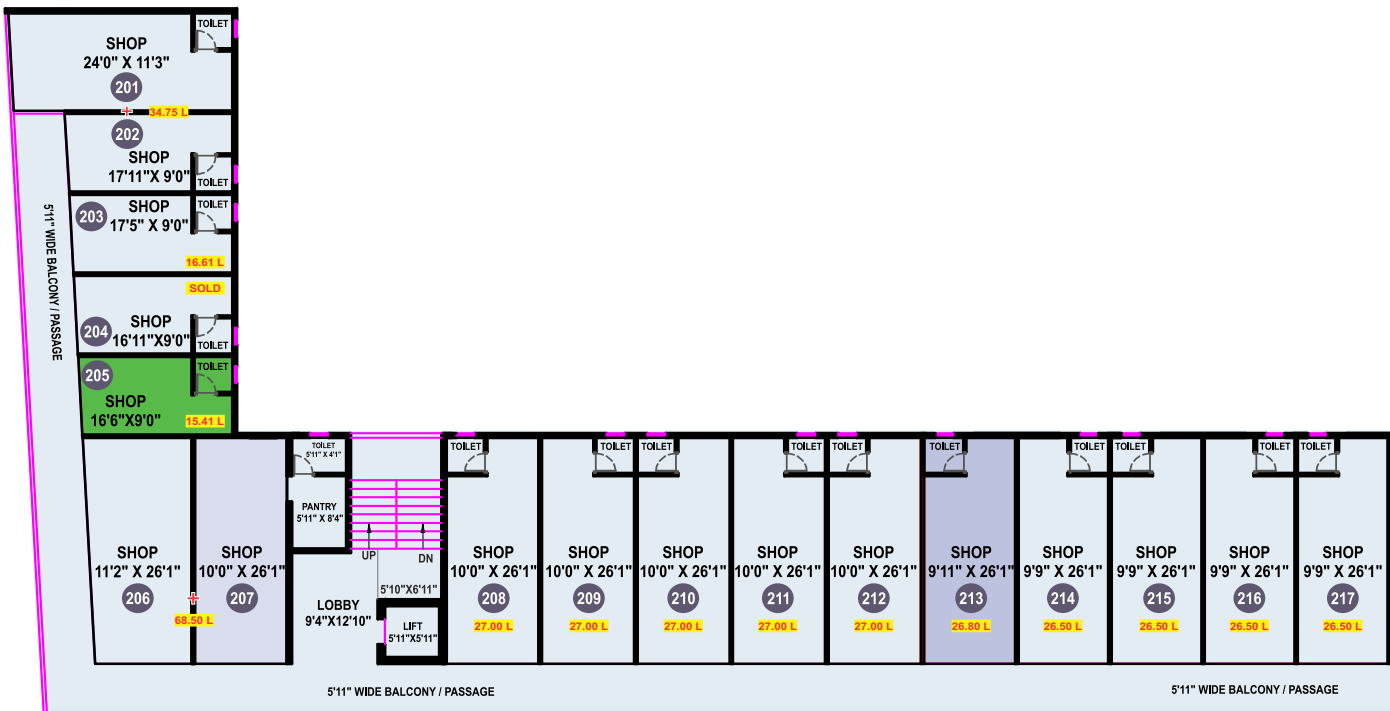 TOILET
SHOP
24'0" X 11'3"
201
34.75 L
202
SHOP
17'11"X 9'0"
TOILET
TOILET
SHOP
203
17'5" X 9'0"
16.61 L
SOLD
204
SHOP
16'11"X9'0"
TOILET
TOILET
205
SHOP
16'6"X9'0"
15.41 L
5'11" WIDE BALCONY / PASSAGE
SHOP
11'2" X 26'1"
206
68.50 L
SHOP
10'0" X 26'1"
207
TOILET
5'11" X 4'1"
PANTRY
5'11" X 8'4"
UP
DN
5'10"X6'11"
LOBBY
9'4"X12'10"
LIFT
5'11"X5'11"
TOILET
SHOP
10'0" X 26'1"
208
27.00 L
TOILET
SHOP
10'0" X 26'1"
209
27.00 L
TOILET
SHOP
10'0" X 26'1"
210
27.00 L
TOILET
SHOP
10'0" X 26'1"
211
27.00 L
TOILET
SHOP
10'0" X 26'1"
212
27.00 L
TOILET
SHOP
9'11" X 26'1"
213
26.80 L
TOILET
SHOP
9'9" X 26'1"
214
26.50 L
TOILET
SHOP
9'9" X 26'1"
215
26.50 L
TOILET
SHOP
9'9" X 26'1"
216
26.50 L
TOILET
SHOP
9'9" X 26'1"
217
26.50 L
5'11" WIDE BALCONY / PASSAGE
5'11" WIDE BALCONY / PASSAGE